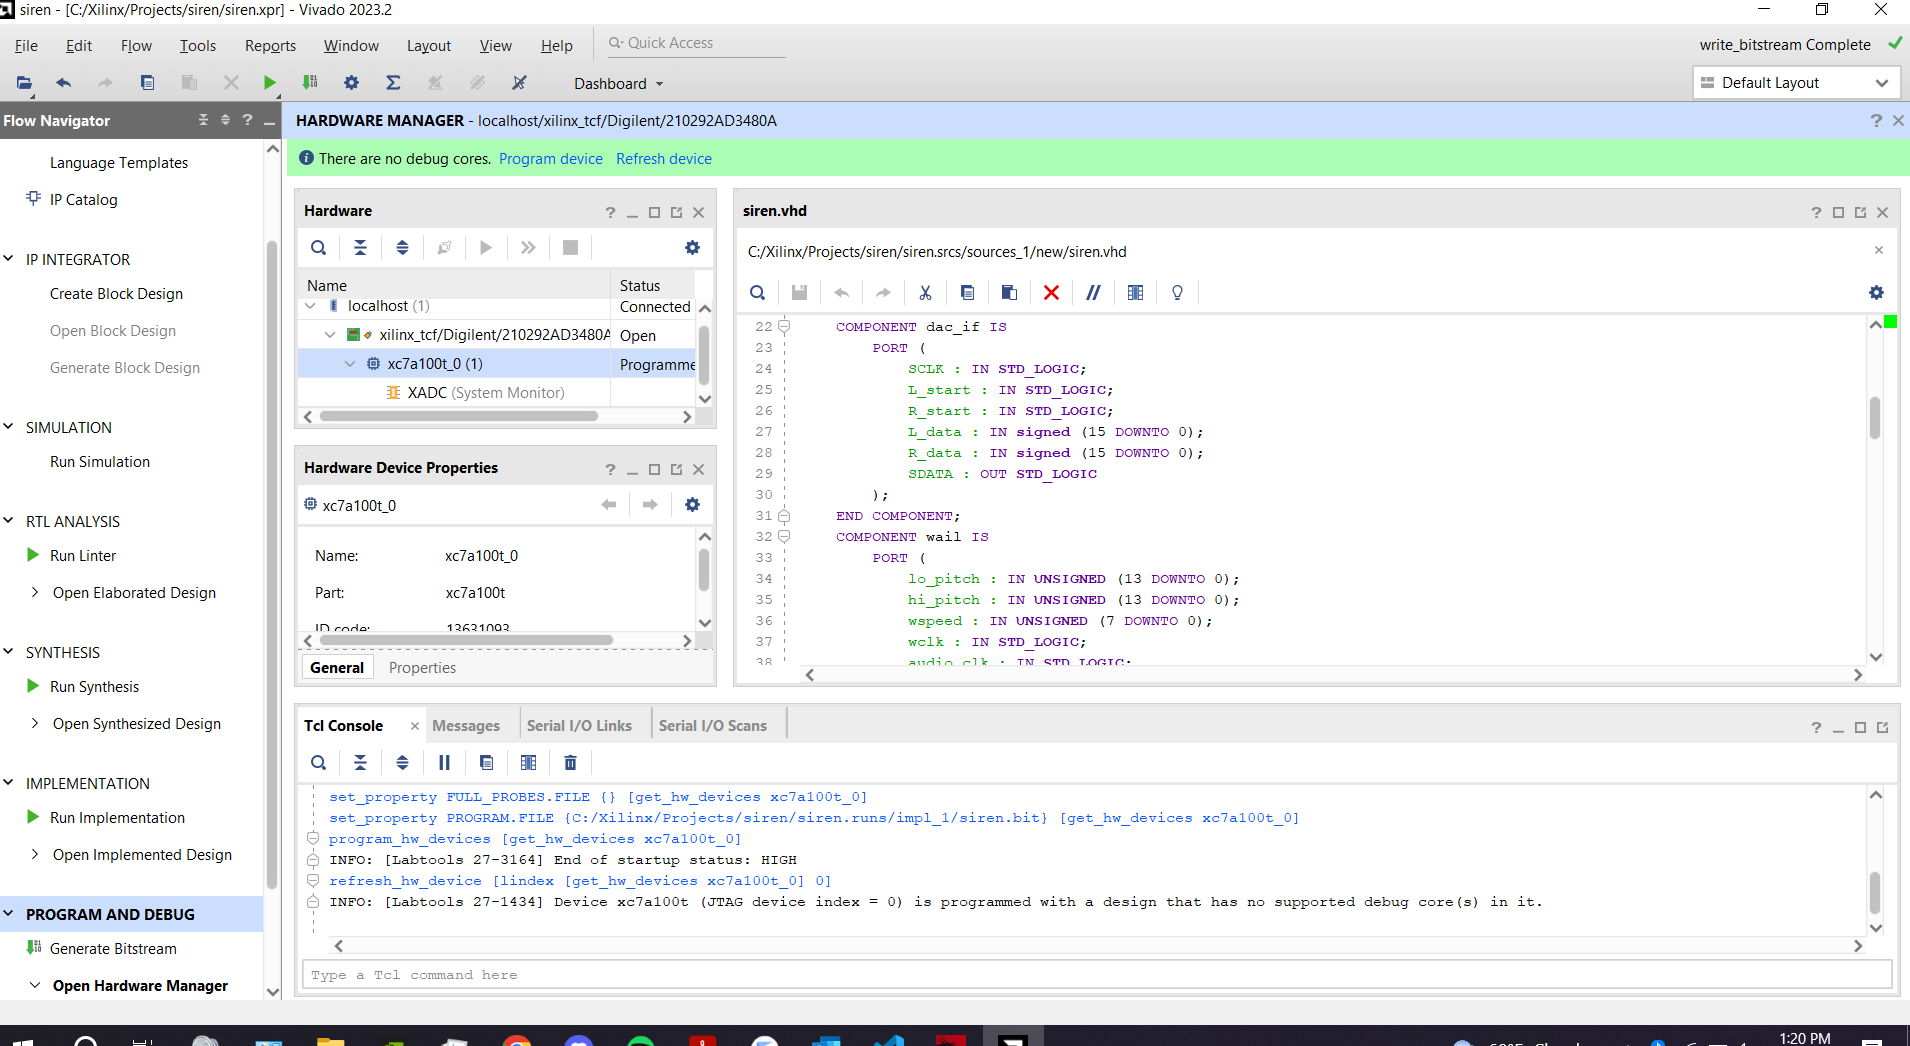 siren - [C:/Xilinx/Projects/siren/siren.xpr] - Vivado 2023.2
File Edit Flow Tools Reports Window Layout View Help Quick Access
write_bitstream Complete
Dashboard
Default Layout
Flow Navigator
Language Templates
IP Catalog
IP INTEGRATOR
Create Block Design
Open Block Design
Generate Block Design
SIMULATION
Run Simulation
RTL ANALYSIS
Run Linter
Open Elaborated Design
SYNTHESIS
Run Synthesis
Open Synthesized Design
IMPLEMENTATION
Run Implementation
Open Implemented Design
PROGRAM AND DEBUG
Generate Bitstream
Open Hardware Manager
HARDWARE MANAGER - localhost/xilinx_tcf/Digilent/210292AD3480A
There are no debug cores. Program device Refresh device
Hardware
Name Status
localhost (1) Connected
xilinx_tcf/Digilent/210292AD3480A Open
xc7a100t_0 (1) Programme
XADC (System Monitor)
Hardware Device Properties
xc7a100t_0
Name: xc7a100t_0
Part: xc7a100t
ID code: 13631093
General Properties
siren.vhd
C:/Xilinx/Projects/siren/siren.srcs/sources_1/new/siren.vhd
22 COMPONENT dac_if IS
23 PORT (
24 SCLK : IN STD_LOGIC;
25 L_start : IN STD_LOGIC;
26 R_start : IN STD_LOGIC;
27 L_data : IN signed (15 DOWNTO 0);
28 R_data : IN signed (15 DOWNTO 0);
29 SDATA : OUT STD_LOGIC
30 );
31 END COMPONENT;
32 COMPONENT wail IS
33 PORT (
34 lo_pitch : IN UNSIGNED (13 DOWNTO 0);
35 hi_pitch : IN UNSIGNED (13 DOWNTO 0);
36 wspeed : IN UNSIGNED (7 DOWNTO 0);
37 wclk : IN STD_LOGIC;
38 audio_clk : IN STD_LOGIC;
Tcl Console Messages Serial I/O Links Serial I/O Scans
set_property FULL_PROBES.FILE {} [get_hw_devices xc7a100t_0]
set_property PROGRAM.FILE {C:/Xilinx/Projects/siren/siren.runs/impl_1/siren.bit} [get_hw_devices xc7a100t_0]
program_hw_devices [get_hw_devices xc7a100t_0]
INFO: [Labtools 27-3164] End of startup status: HIGH
refresh_hw_device [lindex [get_hw_devices xc7a100t_0] 0]
INFO: [Labtools 27-1434] Device xc7a100t (JTAG device index = 0) is programmed with a design that has no supported debug core(s) in it.
Type a Tcl command here
1:20 PM